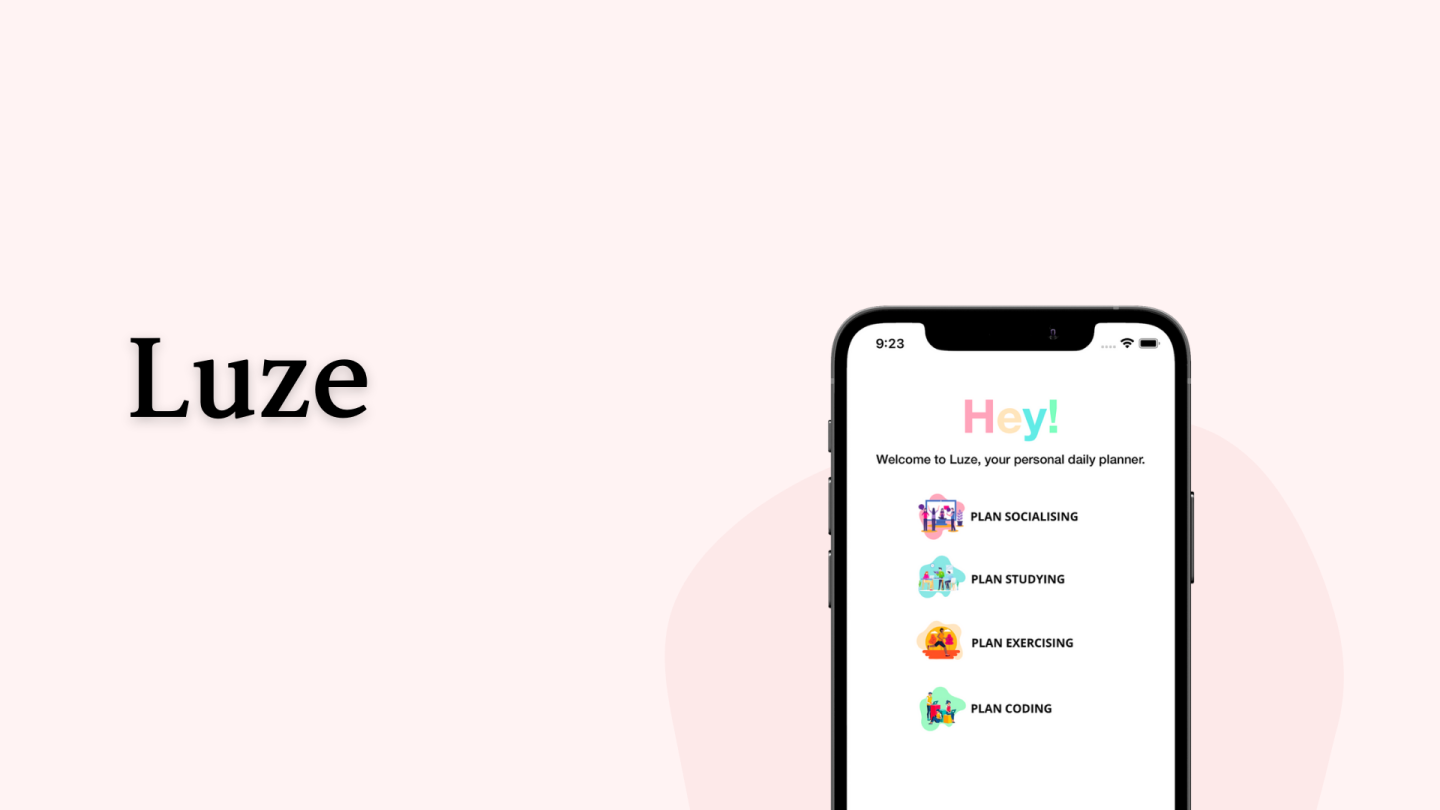 Luze
9:23
Hey!
Welcome to Luze, your personal daily planner.
PLAN SOCIALISING
PLAN STUDYING
PLAN EXERCISING
PLAN CODING